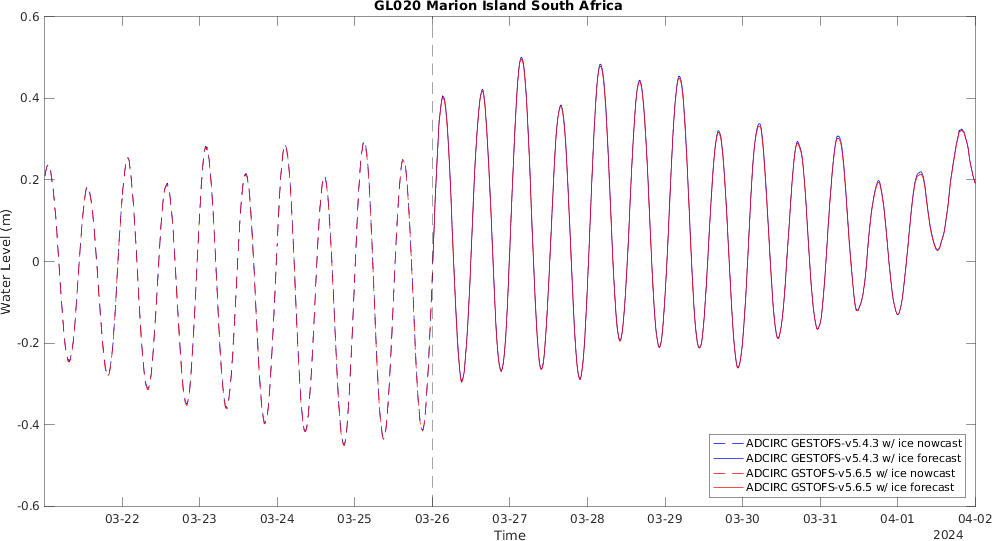 GL020 Marion Island South Africa
Water Level (m)
0.6
0.4
0.2
0
-0.2
-0.4
-0.6
ADCIRC GESTOFS-v5.4.3 w/ ice nowcast
ADCIRC GESTOFS-v5.4.3 w/ ice forecast
ADCIRC GSTOFS-v5.6.5 w/ ice nowcast
ADCIRC GSTOFS-v5.6.5 w/ ice forecast
03-22 03-23 03-24 03-25 03-26 03-27 03-28 03-29 03-30 03-31 04-01 04-02
Time
2024